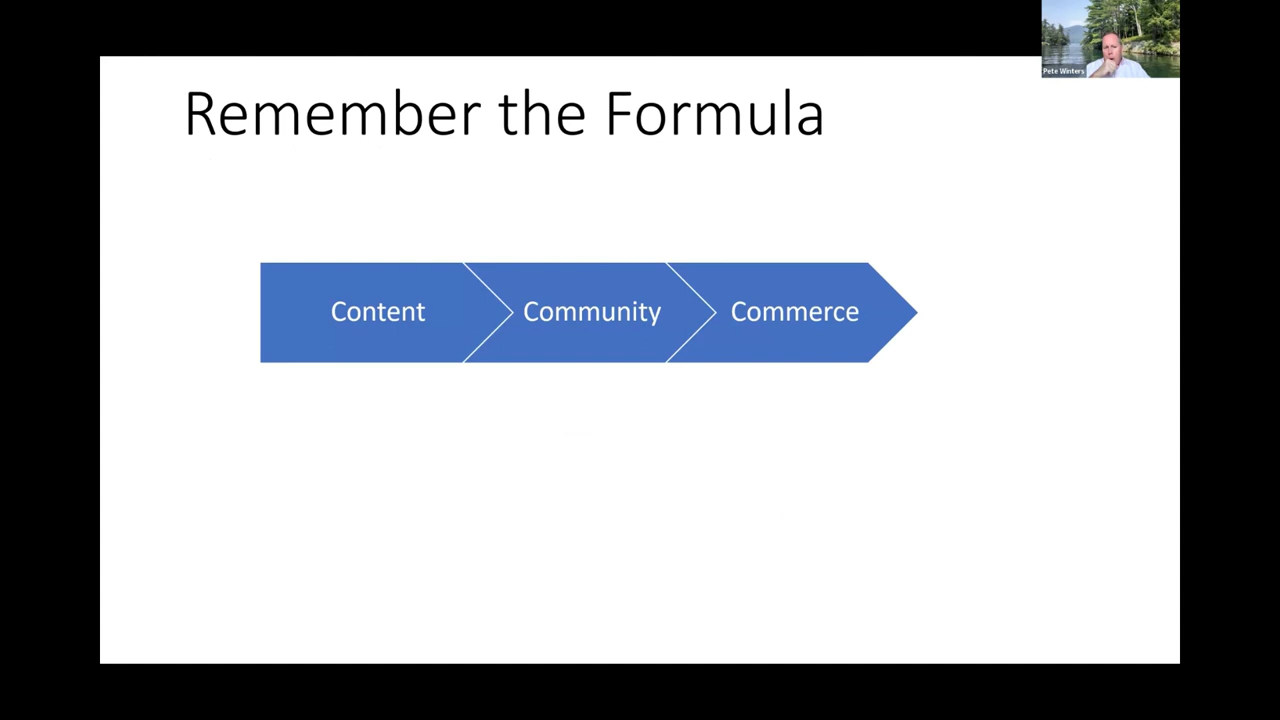 Remember the Formula
Content
Community
Commerce
Pete Winters